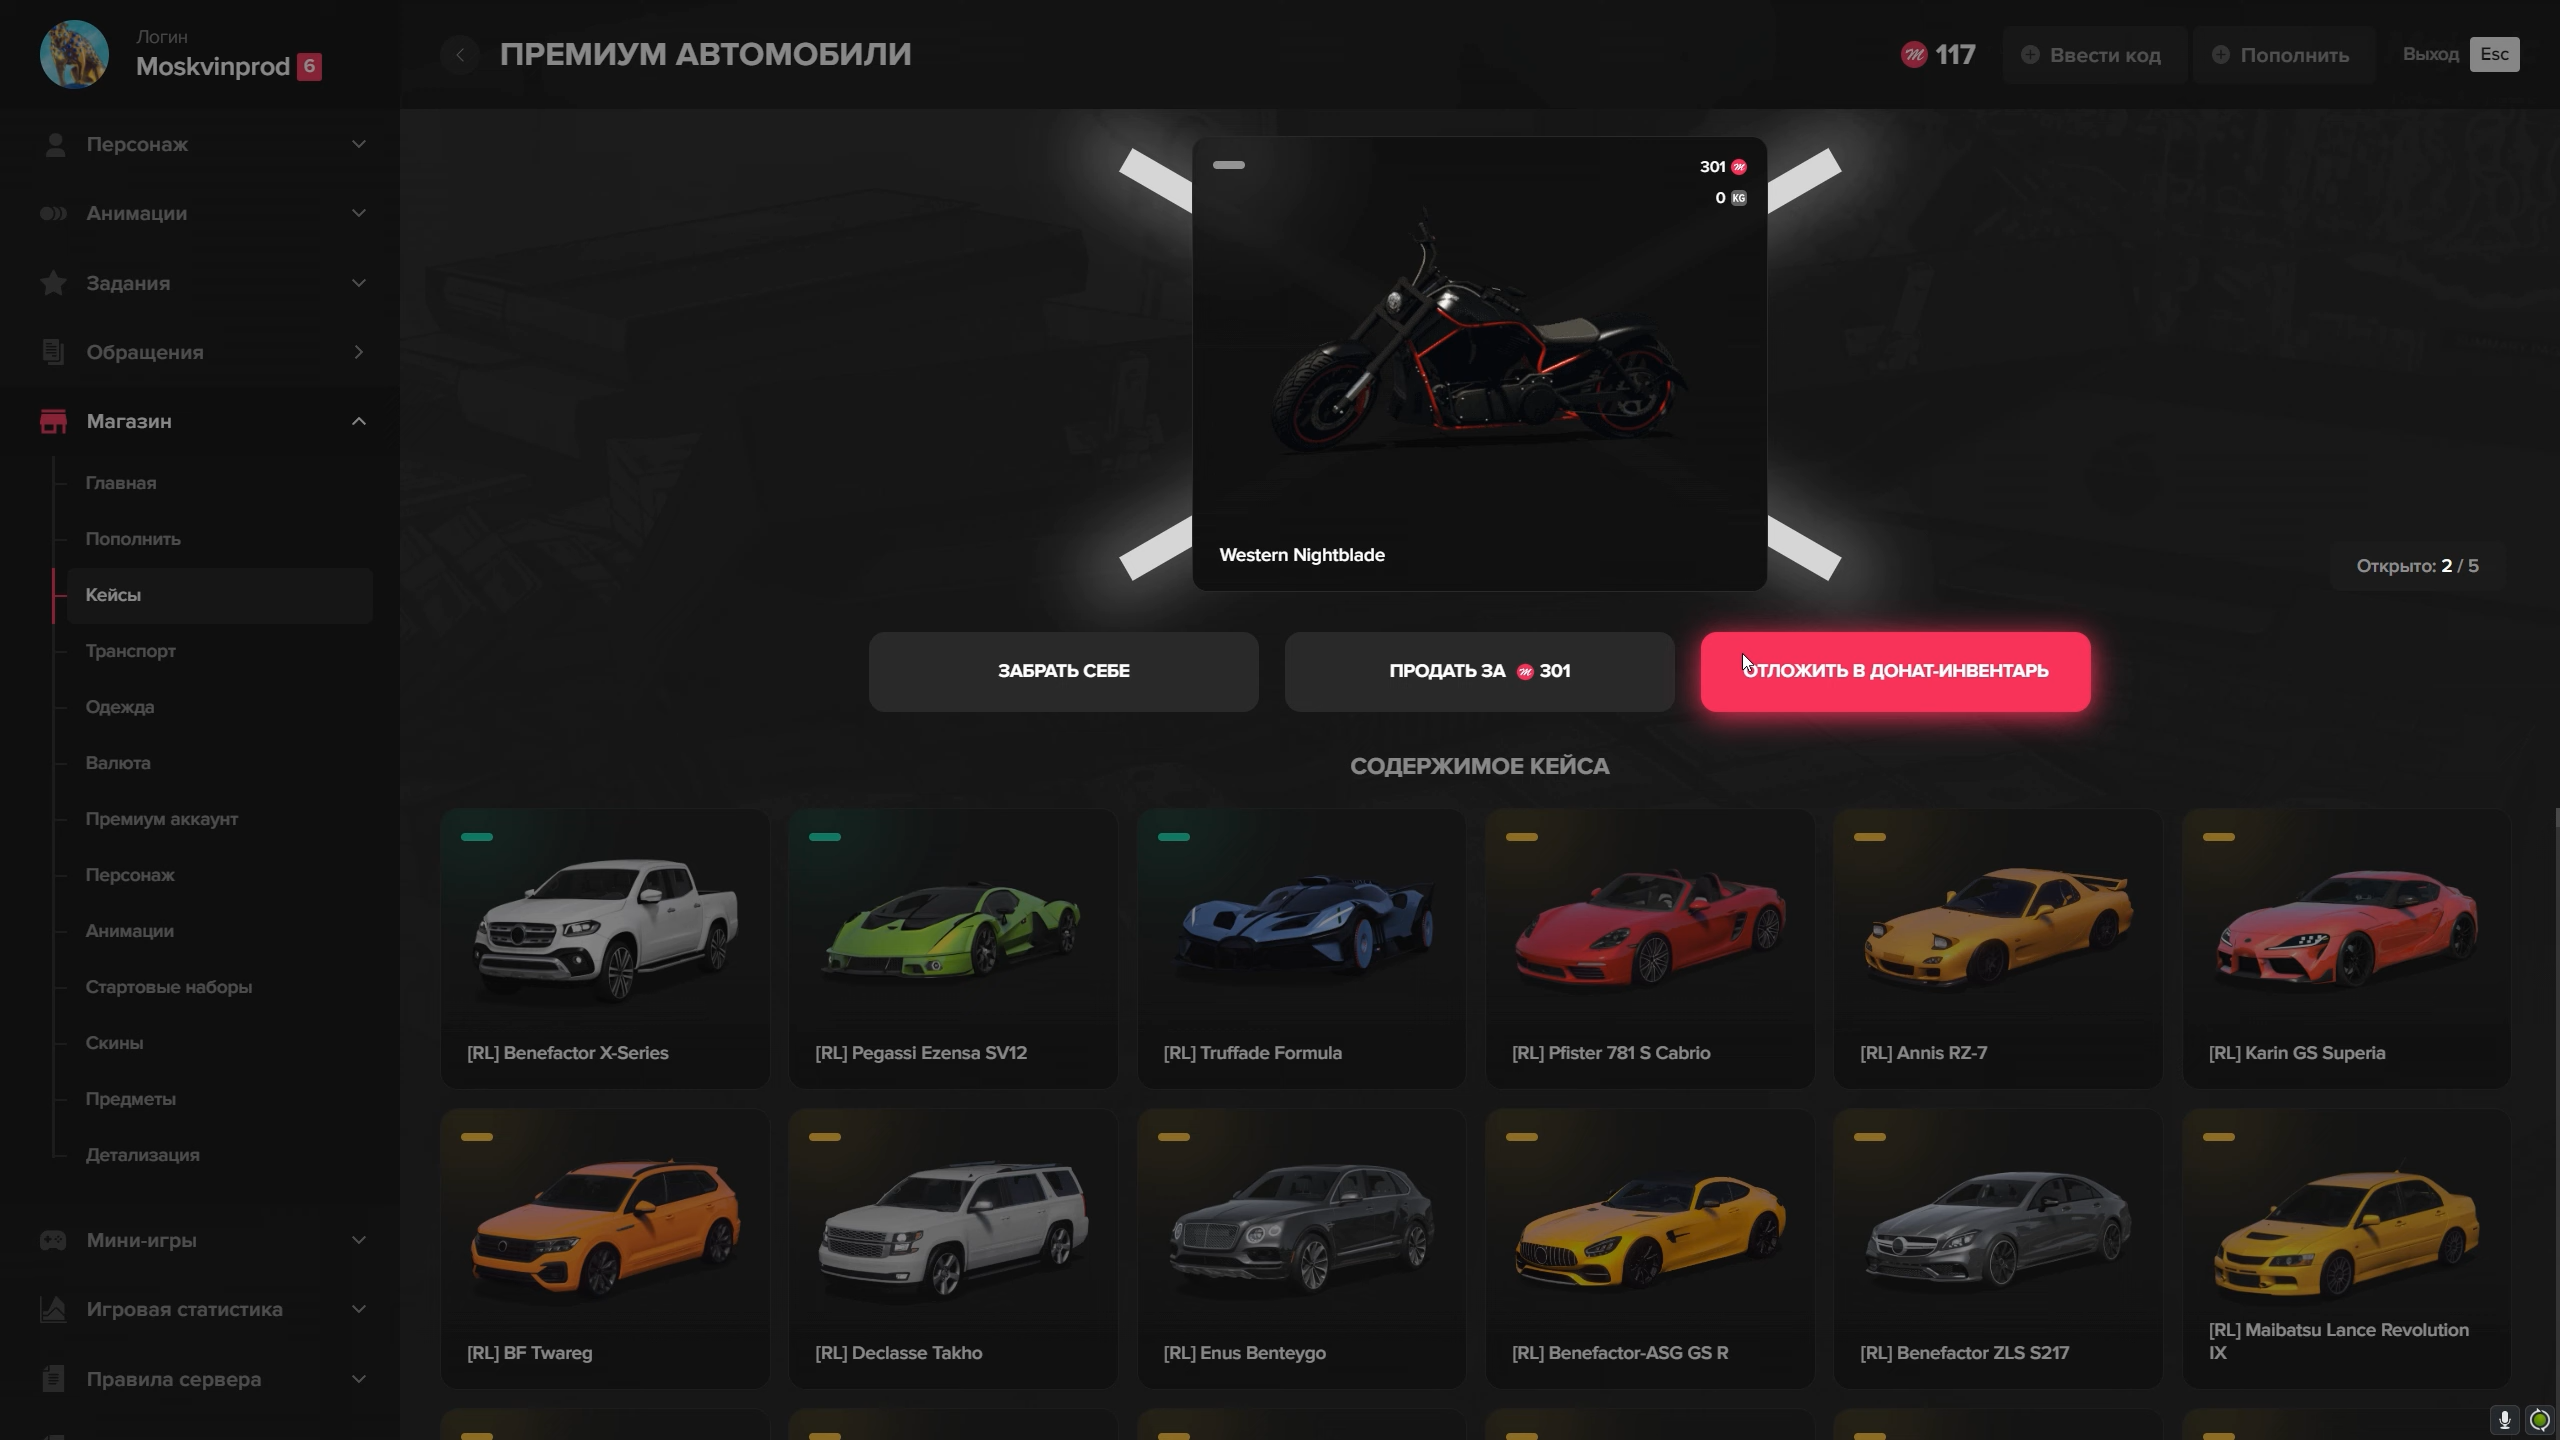 Логин
Moskvinprod 6
ПРЕМИУМ АВТОМОБИЛИ
117
Ввести код
Пополнить
Выход
Esc
Персонаж
Анимации
Задания
Обращения
Магазин
Главная
Пополнить
Кейсы
Транспорт
Одежда
Валюта
Премиум аккаунт
Персонаж
Анимации
Стартовые наборы
Скины
Предметы
Детализация
Мини-игры
Игровая статистика
Правила сервера
301
0 KG
Western Nightblade
Открыто: 2 / 5
ЗАБРАТЬ СЕБЕ
ПРОДАТЬ ЗА 301
ОТЛОЖИТЬ В ДОНАТ-ИНВЕНТАРЬ
СОДЕРЖИМОЕ КЕЙСА
[RL] Benefactor X-Series
[RL] Pegassi Ezensa SV12
[RL] Truffade Formula
[RL] Pfister 781 S Cabrio
[RL] Annis RZ-7
[RL] Karin GS Superia
[RL] BF Twareg
[RL] Declasse Takho
[RL] Enus Benteygo
[RL] Benefactor-ASG GS R
[RL] Benefactor ZLS S217
[RL] Maibatsu Lance Revolution
IX